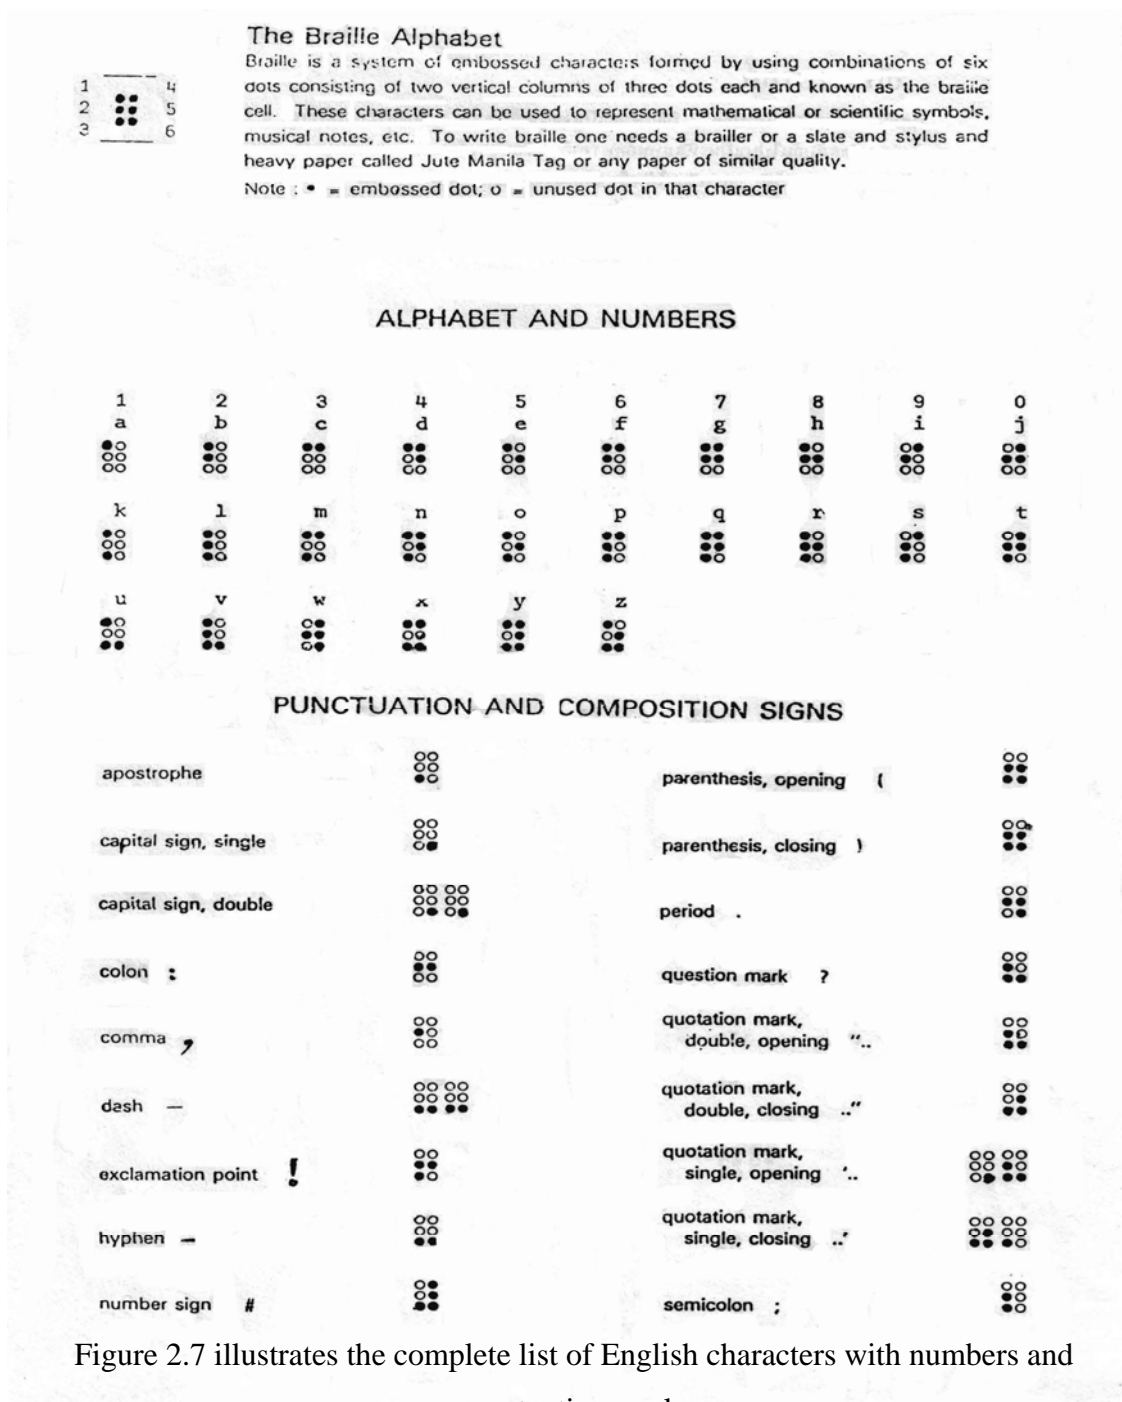 The Braille Alphabet
Braille is a system of embossed characters formed by using combinations of six
dots consisting of two vertical columns of three dots each and known as the braille
cell. These characters can be used to represent mathematical or scientific symbols,
musical notes, etc. To write braille one needs a brailler or a slate and stylus and
heavy paper called Jute Manila Tag or any paper of similar quality.
Note : • = embossed dot; o = unused dot in that character
1 4
2 5
3 6
ALPHABET AND NUMBERS
1 2 3 4 5 6 7 8 9 0
a b c d e f g h i j
k l m n o p q r s t
u v w x y z
PUNCTUATION AND COMPOSITION SIGNS
apostrophe
capital sign, single
capital sign, double
colon :
comma ,
dash —
exclamation point !
hyphen –
number sign #
parenthesis, opening (
parenthesis, closing )
period .
question mark ?
quotation mark,
double, opening “..
quotation mark,
double, closing ..”
quotation mark,
single, opening ‘..
quotation mark,
single, closing ..’
semicolon ;
Figure 2.7 illustrates the complete list of English characters with numbers and